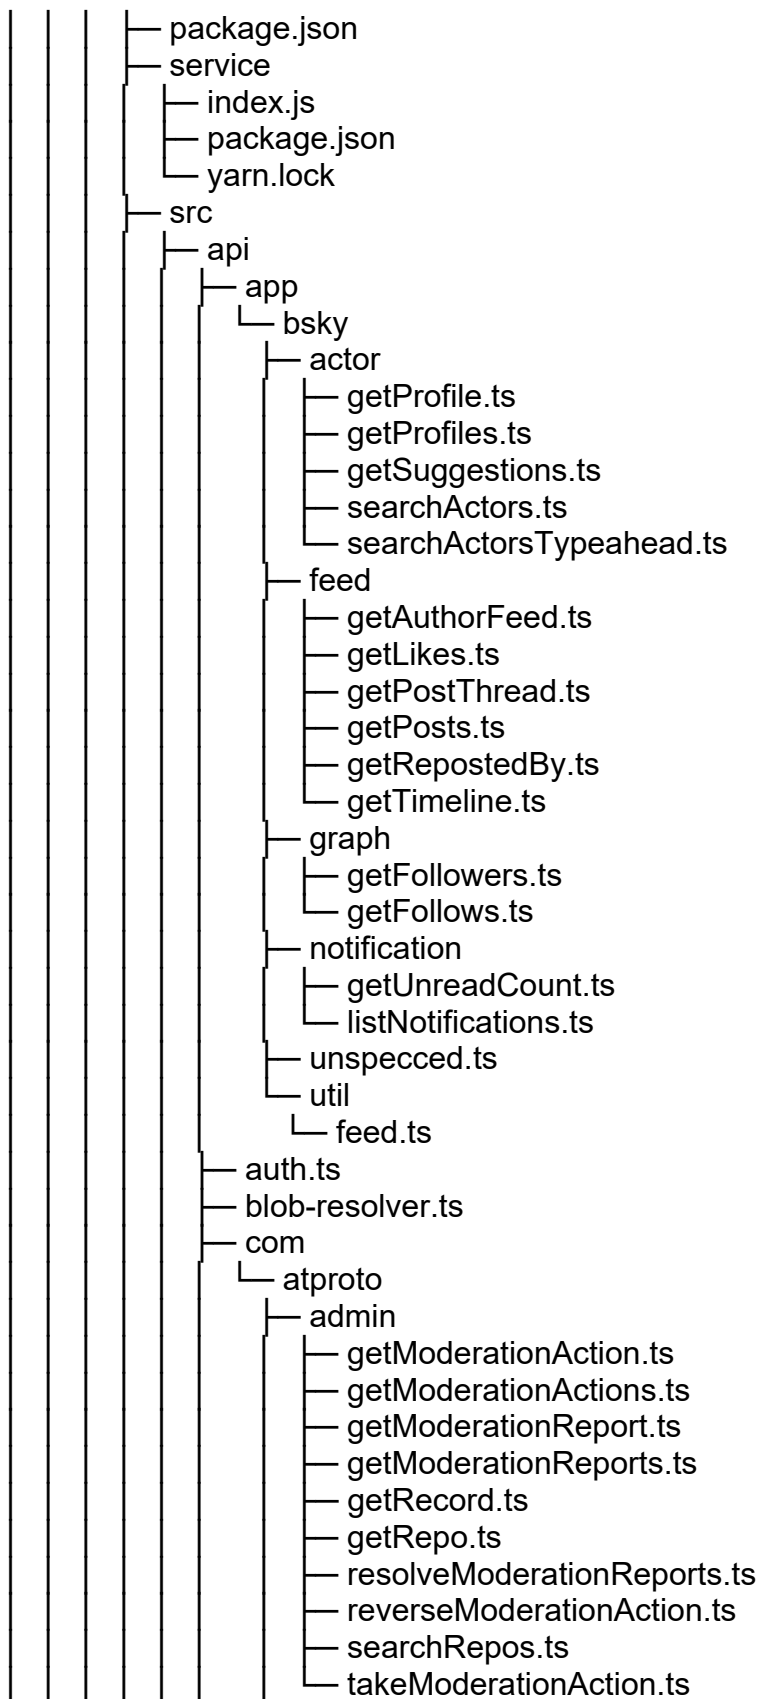 package.json
service
index.js
package.json
yarn.lock
src
api
app
bsky
actor
getProfile.ts
getProfiles.ts
getSuggestions.ts
searchActors.ts
searchActorsTypeahead.ts
feed
getAuthorFeed.ts
getLikes.ts
getPostThread.ts
getPosts.ts
getRepostedBy.ts
getTimeline.ts
graph
getFollowers.ts
getFollows.ts
notification
getUnreadCount.ts
listNotifications.ts
unspecced.ts
util
feed.ts
auth.ts
blob-resolver.ts
com
atproto
admin
getModerationAction.ts
getModerationActions.ts
getModerationReport.ts
getModerationReports.ts
getRecord.ts
getRepo.ts
resolveModerationReports.ts
reverseModerationAction.ts
searchRepos.ts
takeModerationAction.ts